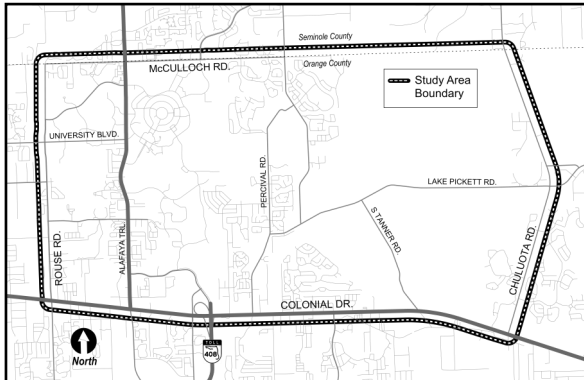 Seminole County
McCULLOCH RD.
Orange County
Study Area
Boundary
UNIVERSITY BLVD.
PERCIVAL RD.
LAKE PICKETT RD.
S TANNER RD.
ROUSE RD.
ALAFAYA TRL.
CHULUOTA RD.
COLONIAL DR.
TOLL
408
North